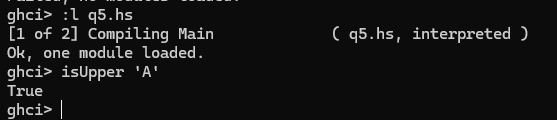 ghci> :l q5.hs
[1 of 2] Compiling Main             ( q5.hs, interpreted )
Ok, one module loaded.
ghci> isUpper 'A'
True
ghci>